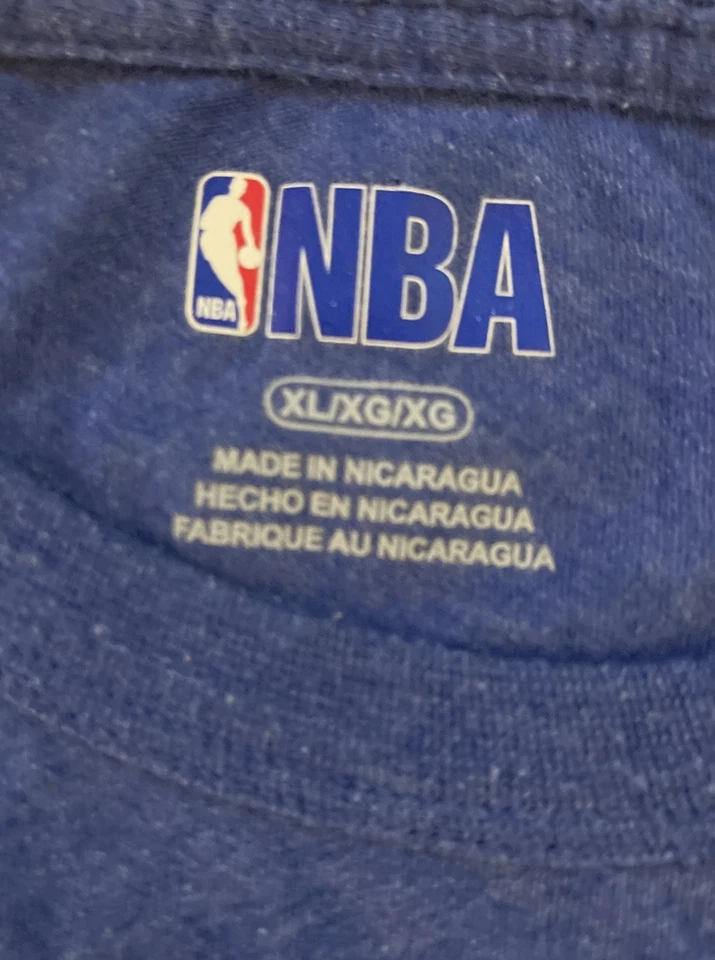 NBA
NBA
XL/XG/XG
MADE IN NICARAGUA
HECHO EN NICARAGUA
FABRIQUE AU NICARAGUA